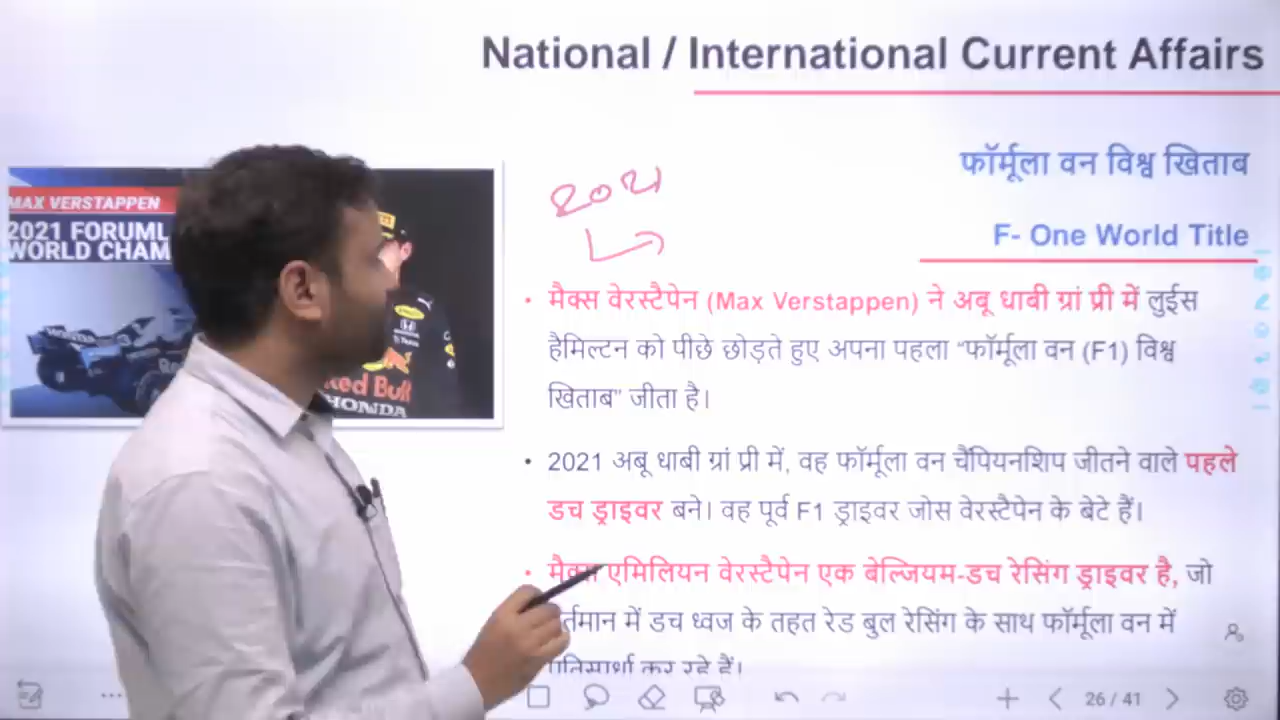 National / International Current Affairs
फॉर्मूला वन विश्व खिताब
2021
F- One World Title
MAX VERSTAPPEN
2021 FORUML
WORLD CHAM
• मैक्स वेरस्टैपेन (Max Verstappen) ने अबू धाबी ग्रां प्री में लुईस
हैमिल्टन को पीछे छोड़ते हुए अपना पहला “फॉर्मूला वन (F1) विश्व
खिताब” जीता है।
HONDA
Red Bull
HONDA
• 2021 अबू धाबी ग्रां प्री में, वह फॉर्मूला वन चैंपियनशिप जीतने वाले पहले
डच ड्राइवर बने। वह पूर्व F1 ड्राइवर जोस वेरस्टैपेन के बेटे हैं।
• मैक्स एमिलियन वेरस्टैपेन एक बेल्जियम-डच रेसिंग ड्राइवर है, जो
र्तमान में डच ध्वज के तहत रेड बुल रेसिंग के साथ फॉर्मूला वन में
26 / 41